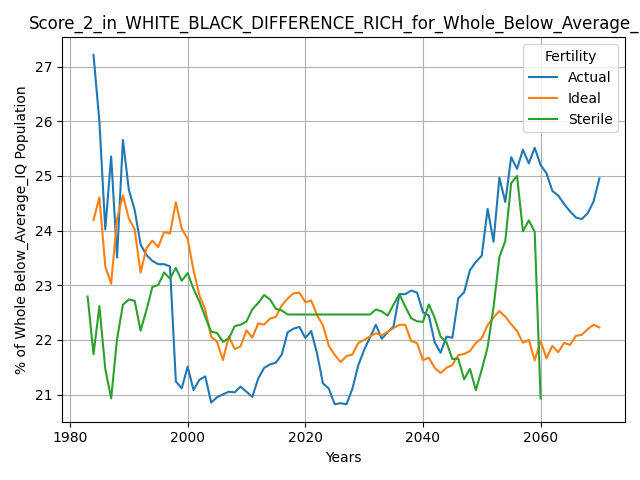 Score_2_in_WHITE_BLACK_DIFFERENCE_RICH_for_Whole_Below_Average_
% of Whole Below_Average_IQ Population
27
26
25
24
23
22
21
Fertility
Actual
Ideal
Sterile
1980 2000 2020 2040 2060
Years